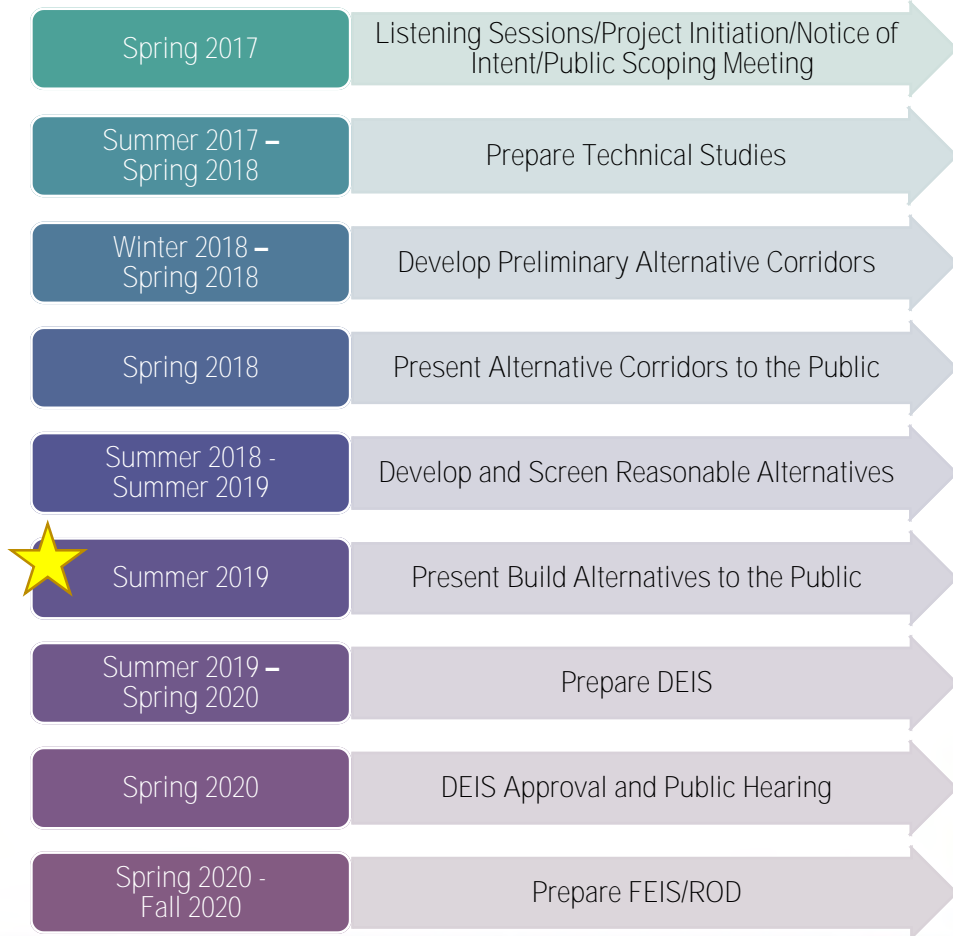 Spring 2017
Listening Sessions/Project Initiation/Notice of
Intent/Public Scoping Meeting
Summer 2017 –
Spring 2018
Prepare Technical Studies
Winter 2018 –
Spring 2018
Develop Preliminary Alternative Corridors
Spring 2018
Present Alternative Corridors to the Public
Summer 2018 -
Summer 2019
Develop and Screen Reasonable Alternatives
Summer 2019
Present Build Alternatives to the Public
Summer 2019 –
Spring 2020
Prepare DEIS
Spring 2020
DEIS Approval and Public Hearing
Spring 2020 -
Fall 2020
Prepare FEIS/ROD